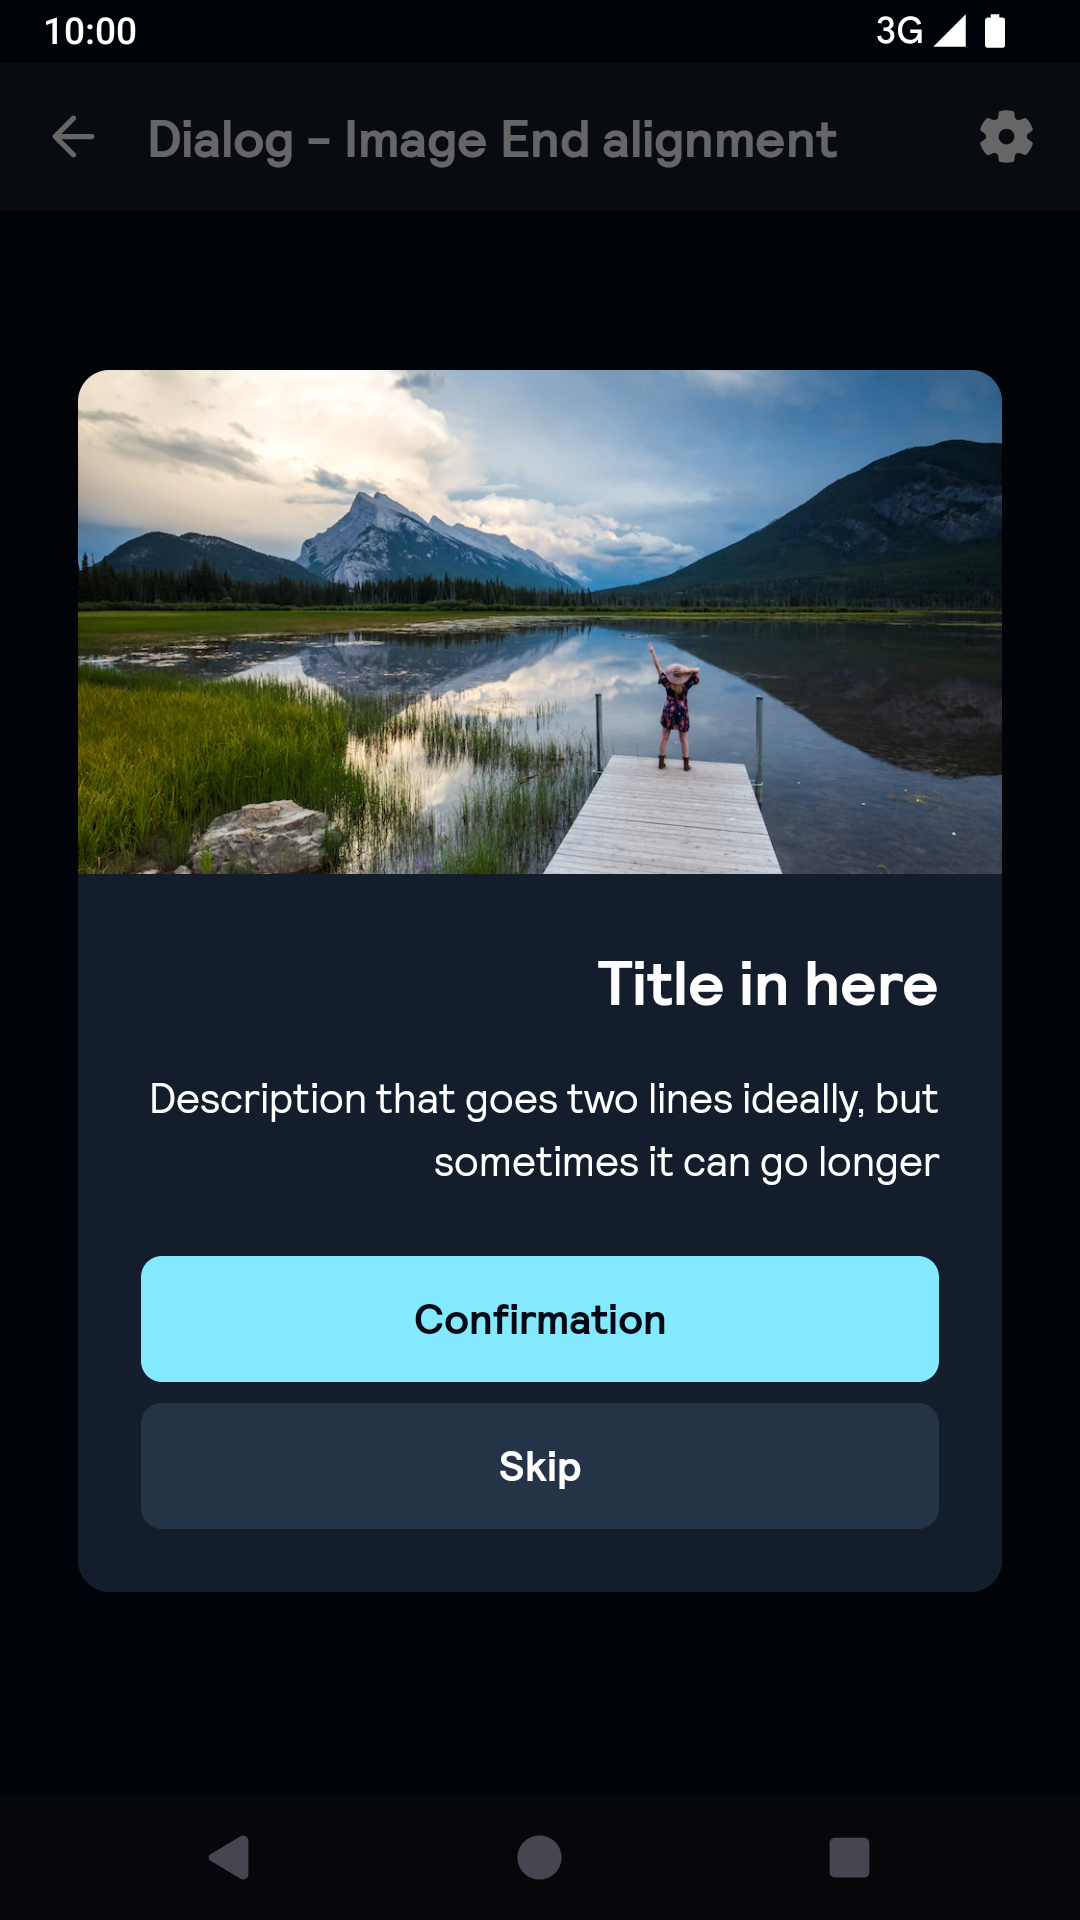 10:00
3G
Dialog - Image End alignment
Title in here
Description that goes two lines ideally, but
sometimes it can go longer
Confirmation
Skip